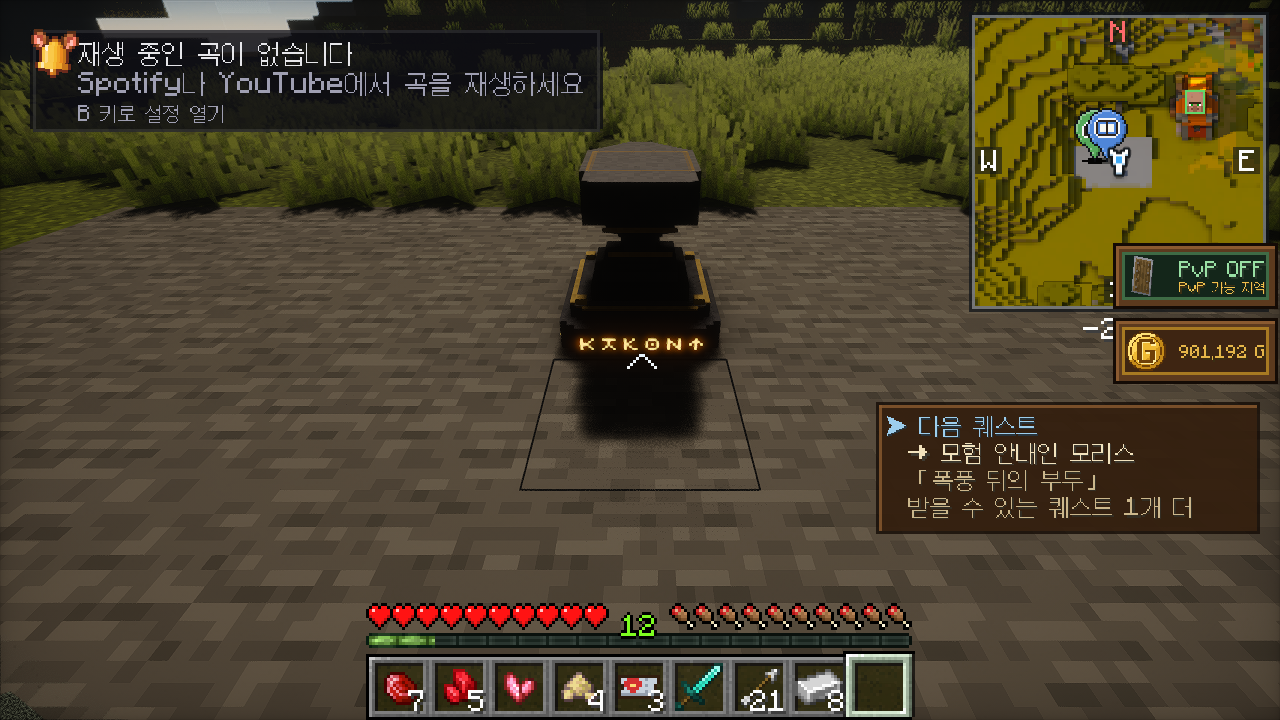 재생 중인 곡이 없습니다
Spotify나 YouTube에서 곡을 재생하세요
B 키로 설정 열기
N
W
E
PvP OFF
PvP 가능 지역
-2
G 901,192 G
➤ 다음 퀘스트
→ 모험 안내인 모리스
「폭풍 뒤의 부두」
받을 수 있는 퀘스트 1개 더
12
7
5
4
3
21
8